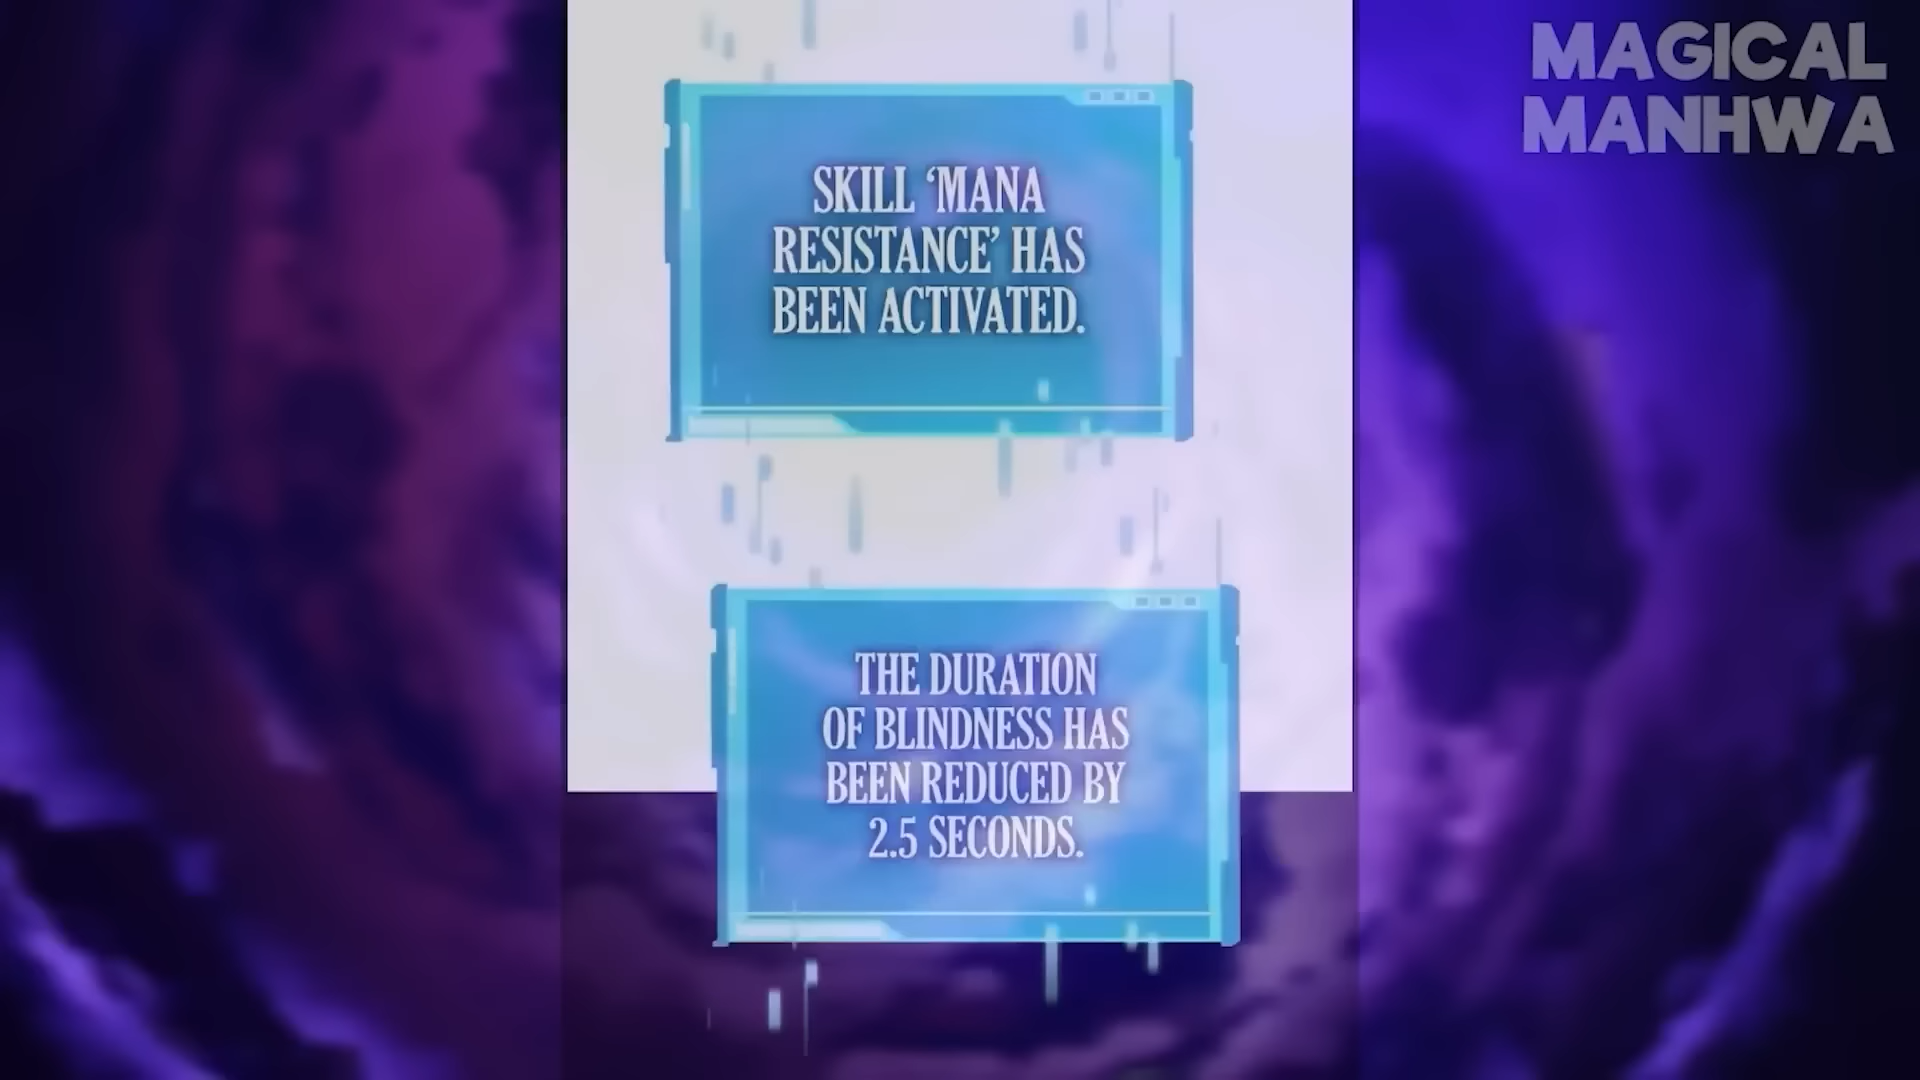 MAGICAL
MANHWA
SKILL ‘MANA
RESISTANCE’ HAS
BEEN ACTIVATED.
THE DURATION
OF BLINDNESS HAS
BEEN REDUCED BY
2.5 SECONDS.